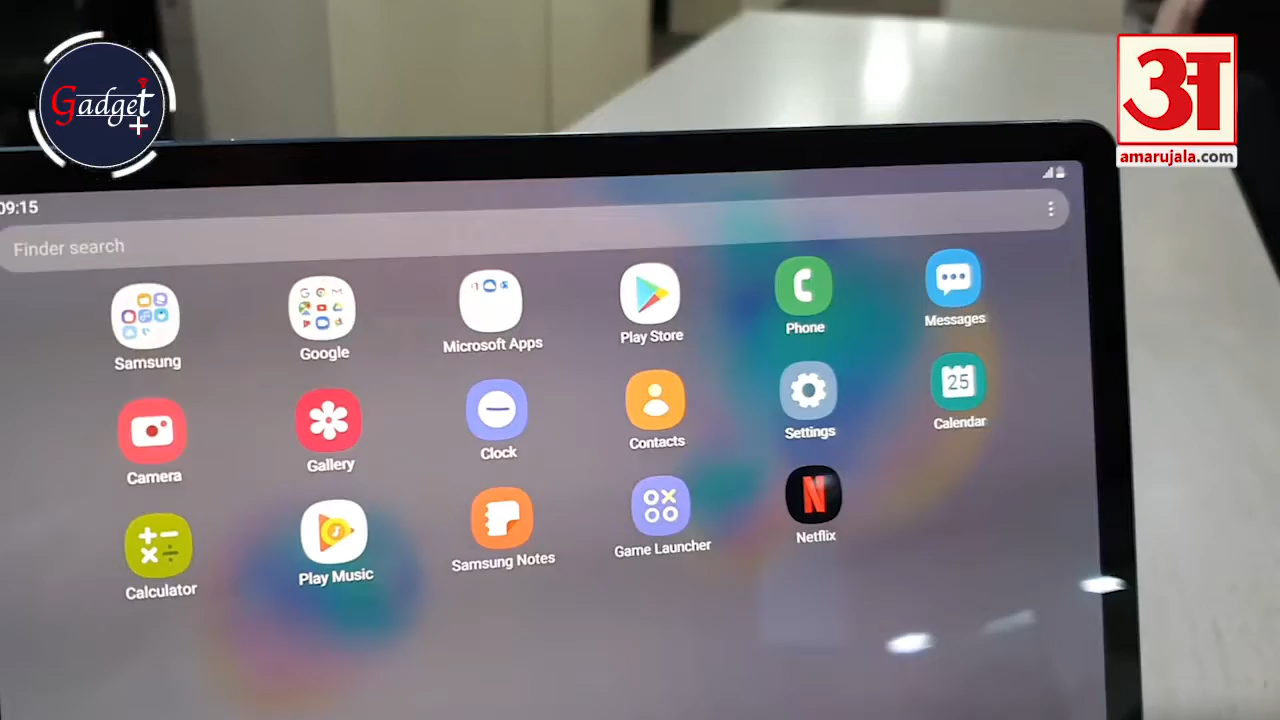 Gadget
+
अ
amarujala.com
09:15
Finder search
Samsung
Google
Microsoft Apps
Play Store
Phone
Messages
Camera
Gallery
Clock
Contacts
Settings
25
Calendar
Calculator
Play Music
Samsung Notes
Game Launcher
N
Netflix